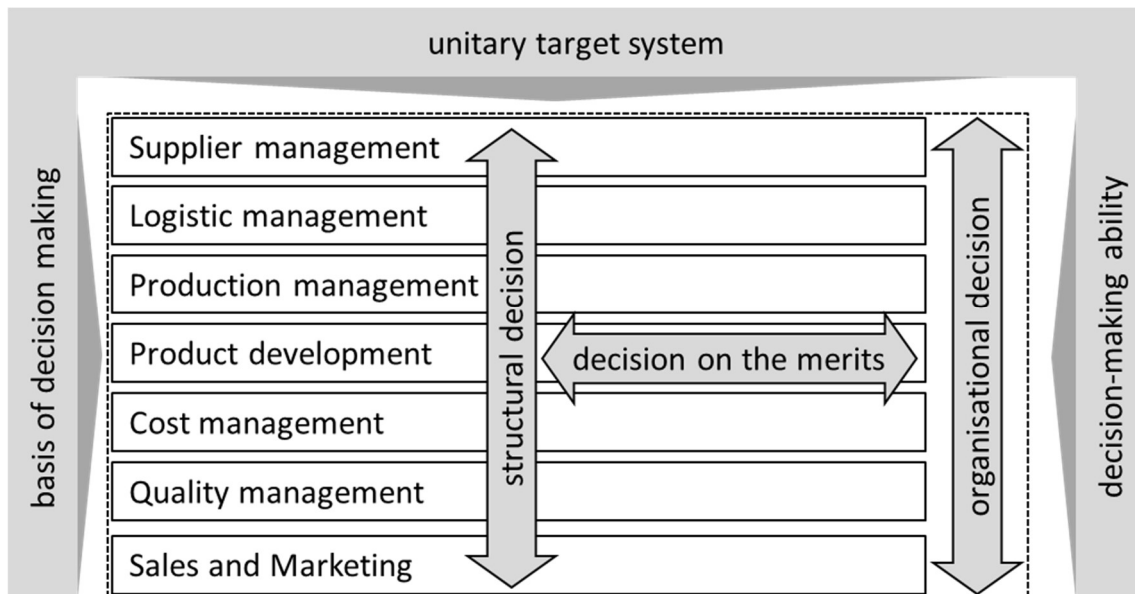 unitary target system
basis of decision making
Supplier management
Logistic management
Production management
Product development
Cost management
Quality management
Sales and Marketing
structural decision
decision on the merits
organisational decision
decision-making ability